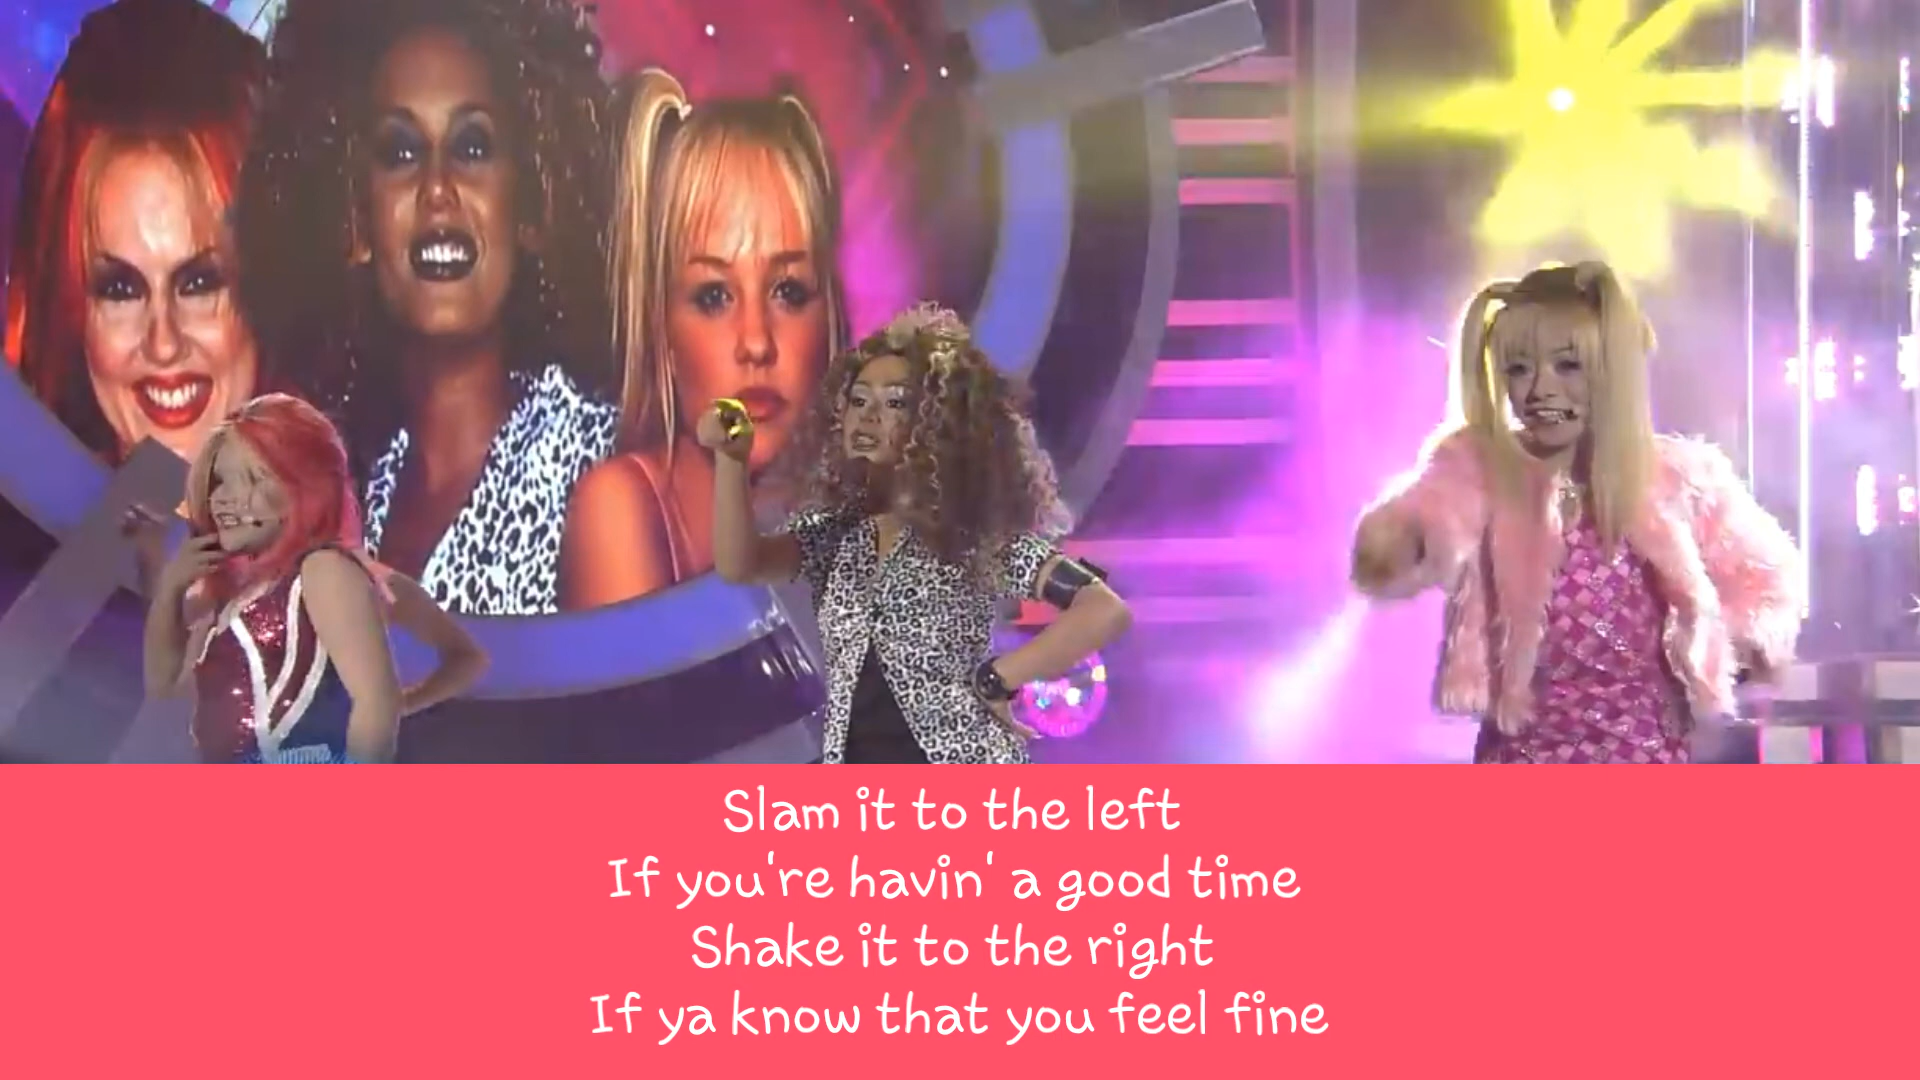 Slam it to the left
If you're havin' a good time
Shake it to the right
If ya know that you feel fine